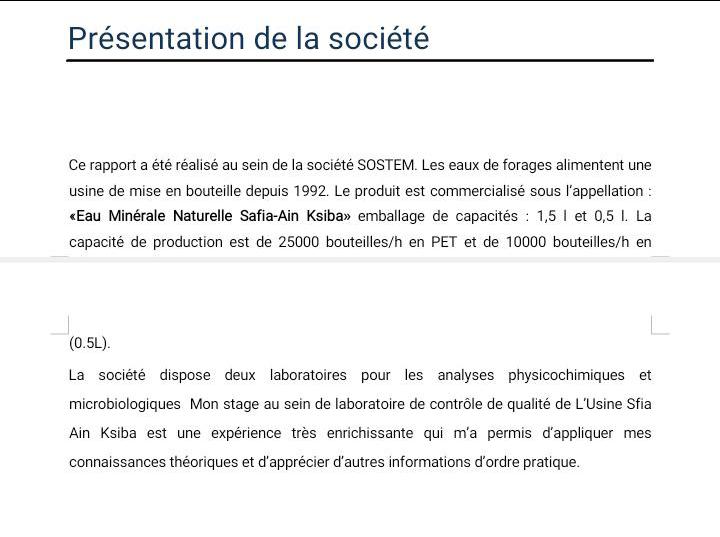 Présentation de la société
Ce rapport a été réalisé au sein de la société SOSTEM. Les eaux de forages alimentent une
usine de mise en bouteille depuis 1992. Le produit est commercialisé sous l’appellation :
«Eau Minérale Naturelle Safia-Ain Ksiba» emballage de capacités : 1,5 l et 0,5 l. La
capacité de production est de 25000 bouteilles/h en PET et de 10000 bouteilles/h en
(0.5L).
La société dispose deux laboratoires pour les analyses physicochimiques et
microbiologiques Mon stage au sein de laboratoire de contrôle de qualité de L’Usine Sfia
Ain Ksiba est une expérience très enrichissante qui m’a permis d’appliquer mes
connaissances théoriques et d’apprécier d’autres informations d’ordre pratique.